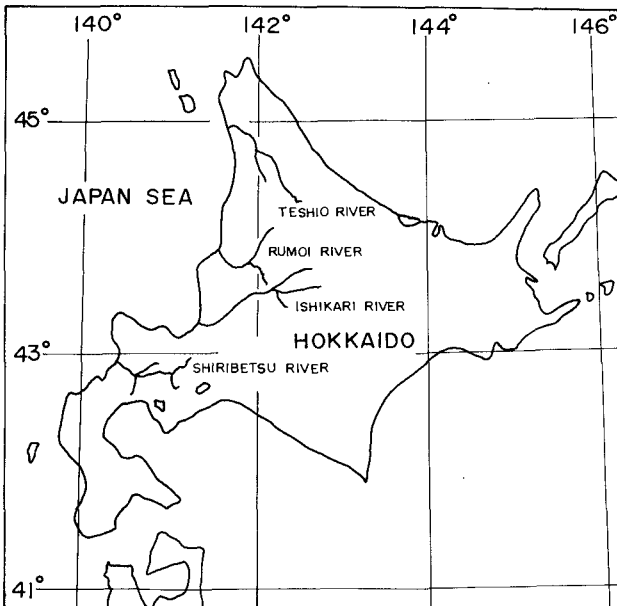 140° 142° 144° 146°
45°
JAPAN SEA
TESHIO RIVER
RUMOI RIVER
ISHIKARI RIVER
HOKKAIDO
43°
SHIRIBETSU RIVER
41°